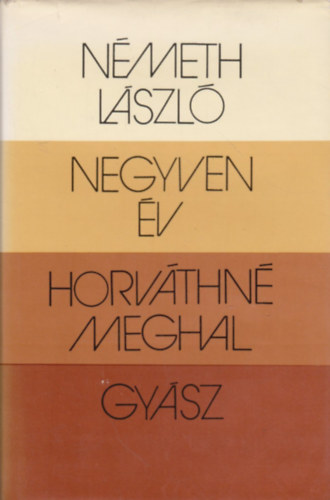 NÉMETH
LÁSZLÓ
NEGYVEN
ÉV
HORVÁTHNÉ
MEGHAL
GYÁSZ